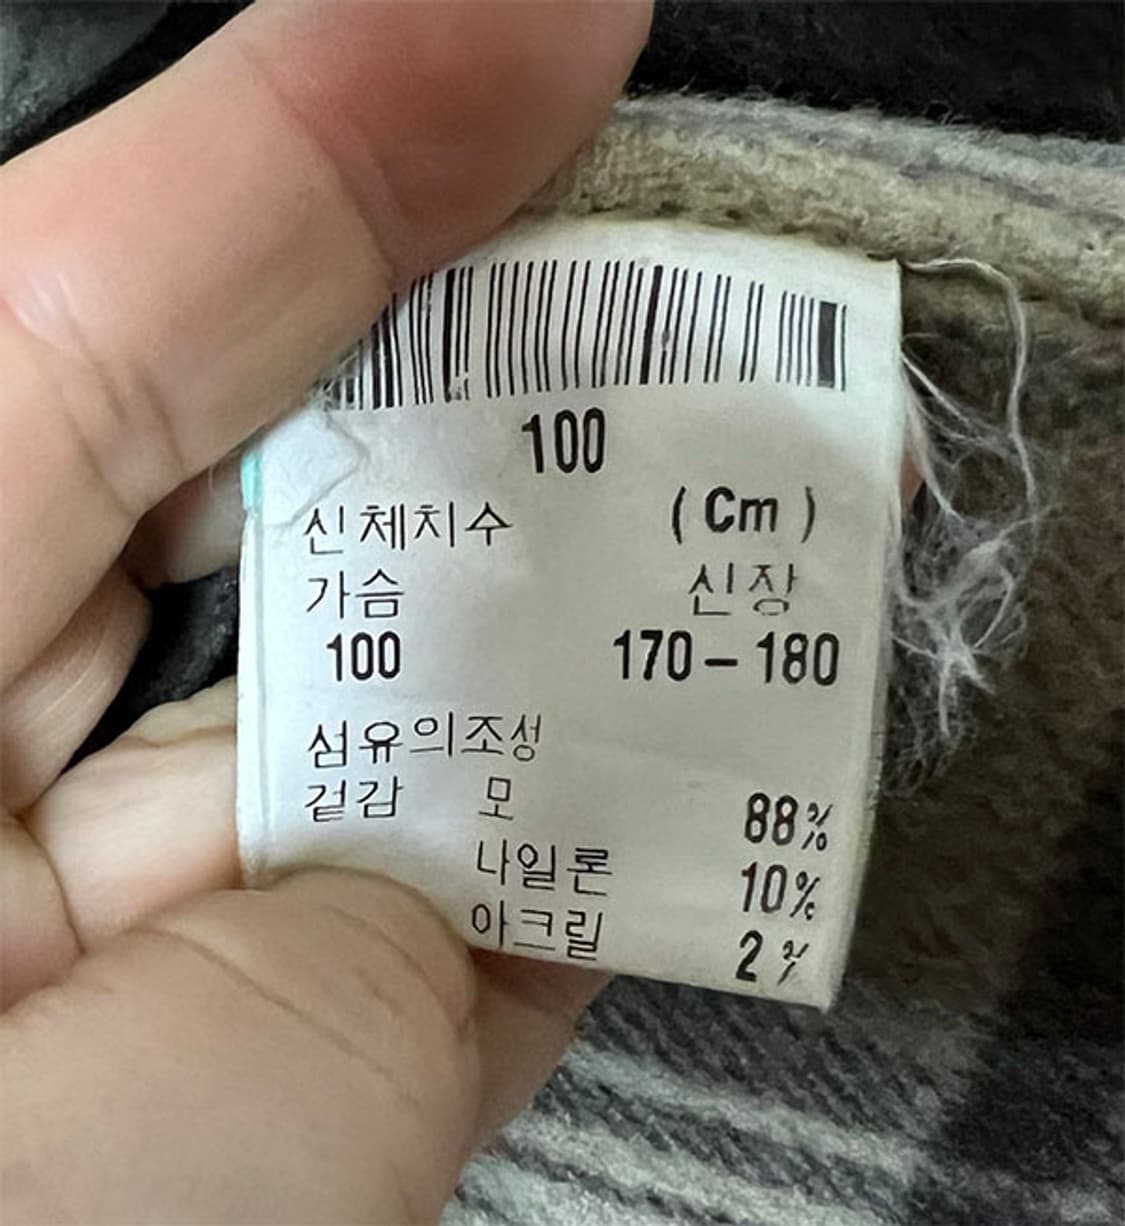 100
신체치수 (Cm)
가슴 신장
100 170-180
섬유의조성
겉감 모 88%
나일론 10%
아크릴 2%